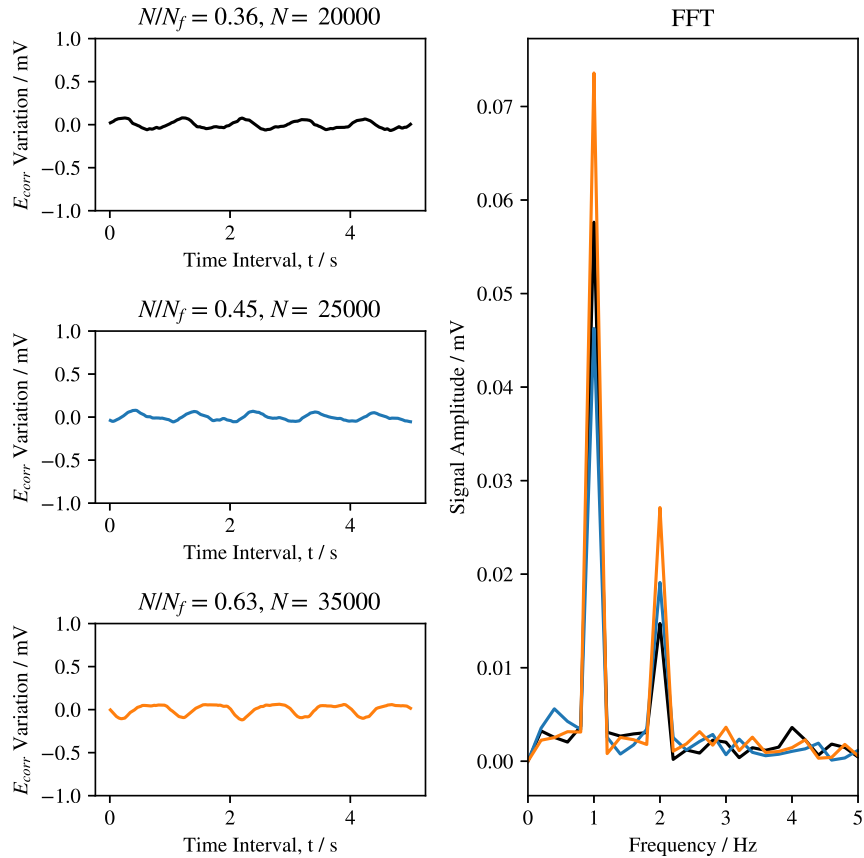 N/N_f = 0.36, N = 20000
1.0
0.5
0.0
−0.5
−1.0
E_corr Variation / mV
0 2 4
Time Interval, t / s
N/N_f = 0.45, N = 25000
1.0
0.5
0.0
−0.5
−1.0
E_corr Variation / mV
0 2 4
Time Interval, t / s
N/N_f = 0.63, N = 35000
1.0
0.5
0.0
−0.5
−1.0
E_corr Variation / mV
0 2 4
Time Interval, t / s
FFT
0.07
0.06
0.05
0.04
0.03
0.02
0.01
0.00
Signal Amplitude / mV
0 1 2 3 4 5
Frequency / Hz